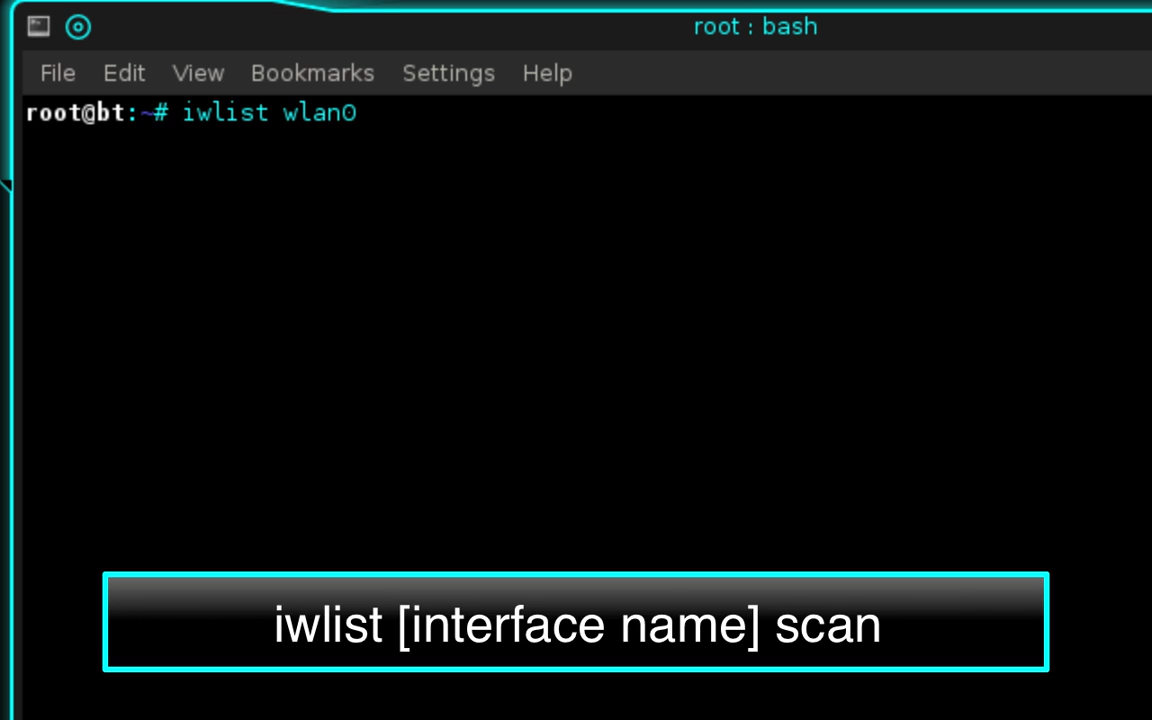 root : bash
File Edit View Bookmarks Settings Help
root@bt:~# iwlist wlan0
iwlist [interface name] scan